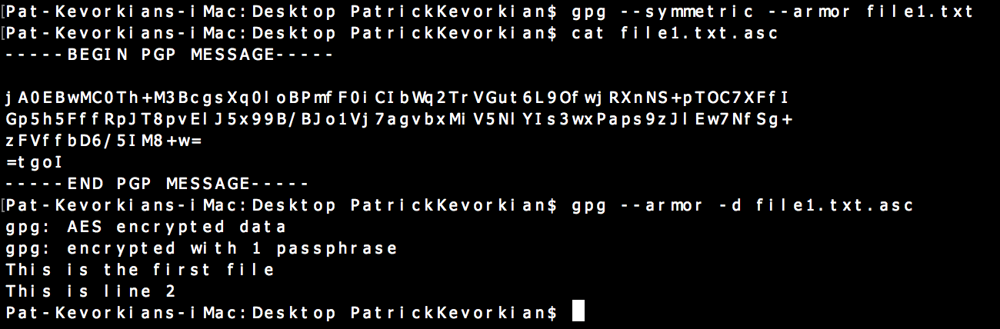 [Pat-Kevorkians-iMac:Desktop PatrickKevorkian$ gpg --symmetric --armor file1.txt
[Pat-Kevorkians-iMac:Desktop PatrickKevorkian$ cat file1.txt.asc
-----BEGIN PGP MESSAGE-----

jA0EBwMC0Th+M3BcgsXq0loBPmfF0iCIbWq2TrVGut6L9OfwjRXnNS+pTOC7XFfI
Gp5h5FffRpJT8pvElJ5x99B/BJo1Vj7agvbxMiV5NlYIs3wxPaps9zJlEw7NfSg+
zFVffbD6/5IM8+w=
=tgoI
-----END PGP MESSAGE-----
[Pat-Kevorkians-iMac:Desktop PatrickKevorkian$ gpg --armor -d file1.txt.asc
gpg: AES encrypted data
gpg: encrypted with 1 passphrase
This is the first file
This is line 2
Pat-Kevorkians-iMac:Desktop PatrickKevorkian$